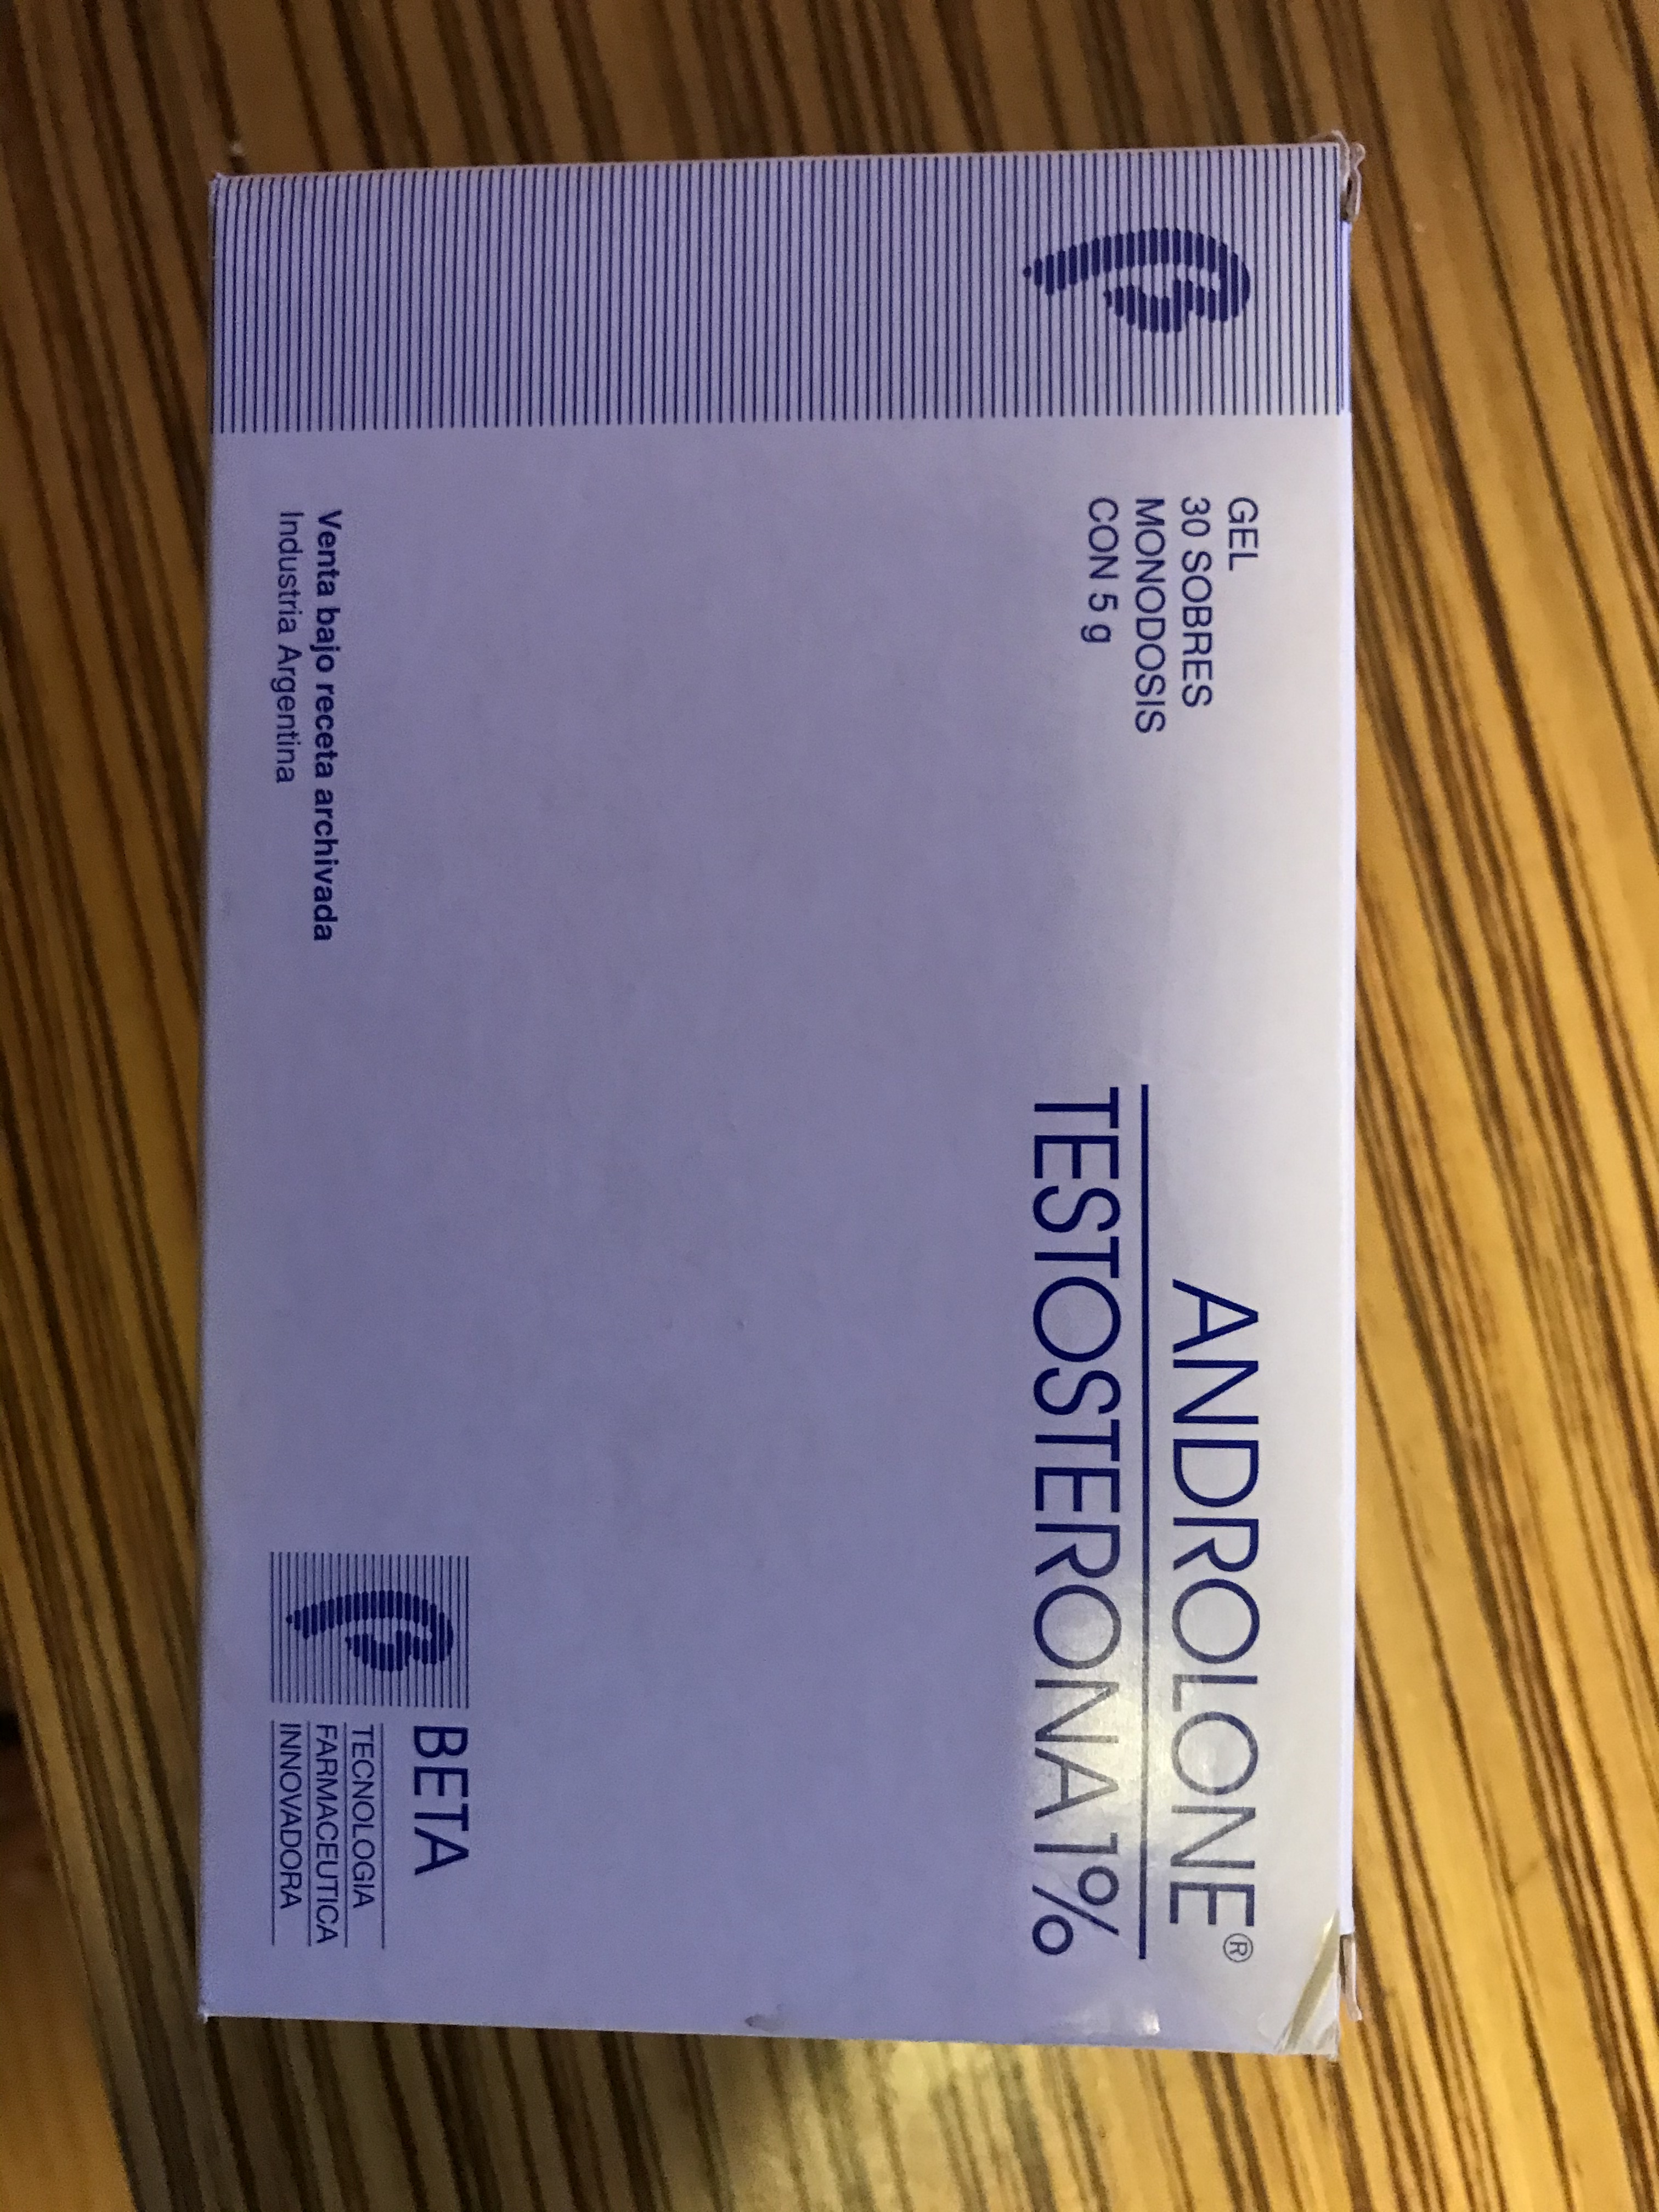 GEL
30 SOBRES
MONODOSIS
CON 5 g
ANDROLONE®
TESTOSTERONA 1%
Venta bajo receta archivada
Industria Argentina
BETA
TECNOLOGIA
FARMACEUTICA
INNOVADORA